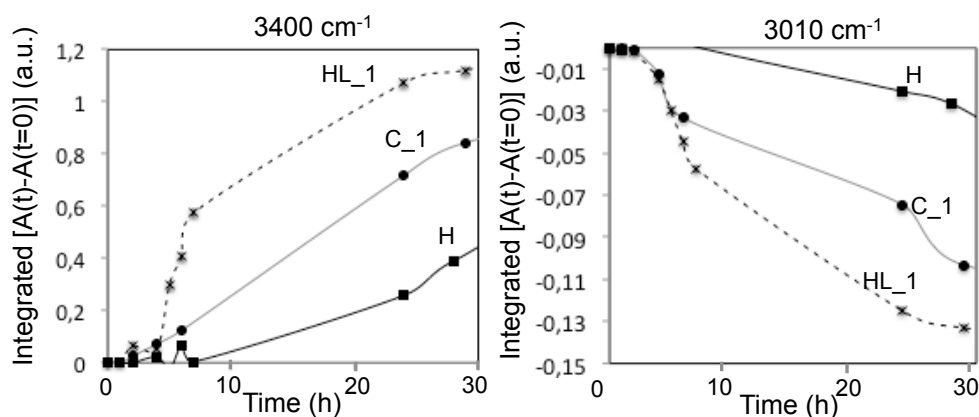 3400 cm-1
Integrated [A(t)-A(t=0)] (a.u.)
1,2
1
0,8
0,6
0,4
0,2
0
HL_1
C_1
H
10
20
30
0
Time (h)
3010 cm-1
Integrated [A(t)-A(t=0)] (a.u.)
-0,01
-0,03
-0,05
-0,07
-0,09
-0,11
-0,13
-0,15
H
C_1
HL_1
0
10
20
30
Time (h)